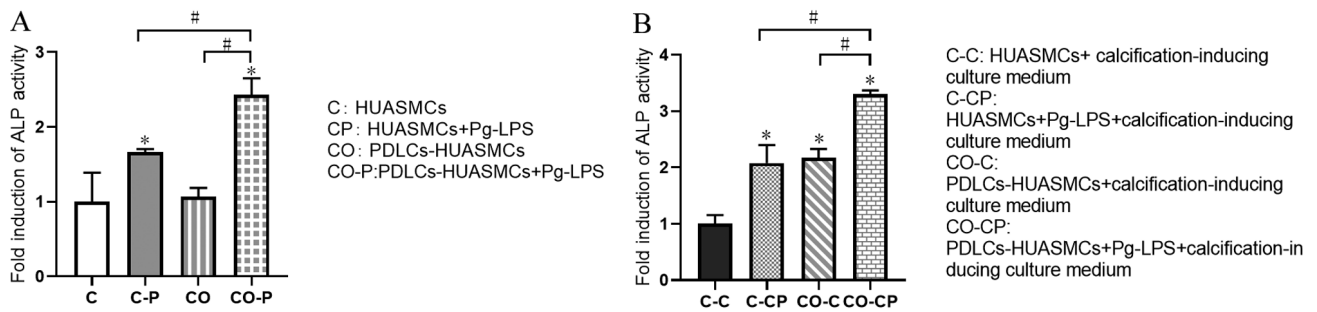 A
#
#
*
*
Fold induction of ALP activity
3
2
1
0
C
C-P
CO
CO-P
C: HUASMCs
CP: HUASMCs+Pg-LPS
CO: PDLCs-HUASMCs
CO-P:PDLCs-HUASMCs+Pg-LPS
B
#
#
*
*
*
Fold induction of ALP activity
4
3
2
1
0
C-C
C-CP
CO-C
CO-CP
C-C: HUASMCs+ calcification-inducing
culture medium
C-CP:
HUASMCs+Pg-LPS+calcification-inducing
culture medium
CO-C:
PDLCs-HUASMCs+calcification-inducing
culture medium
CO-CP:
PDLCs-HUASMCs+Pg-LPS+calcification-in
ducing culture medium